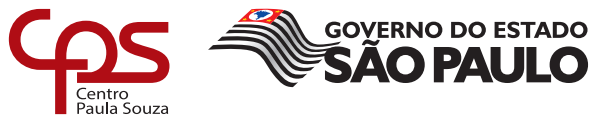 cps
Centro
Paula Souza
GOVERNO DO ESTADO
SÃO PAULO